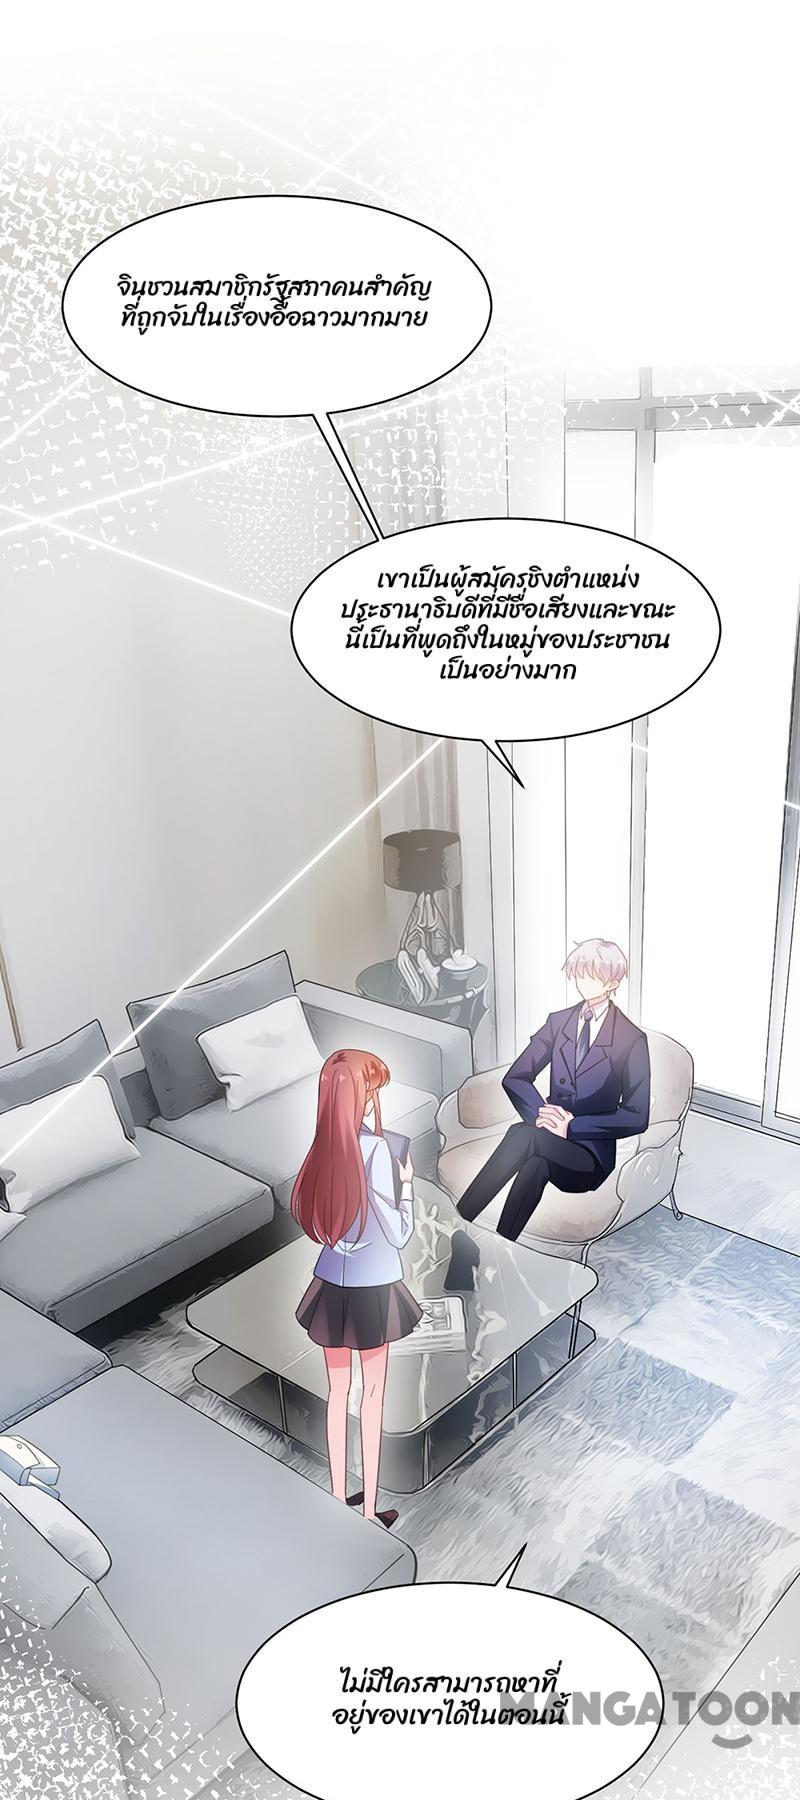 จินชวนสมาชิกรัฐสภาคนสำคัญ
ที่ถูกจับในเรื่องอื้อฉาวมากมาย
เขาเป็นผู้สมัครชิงตำแหน่ง
ประธานาธิบดีที่มีชื่อเสียงและขณะ
นี้เป็นที่พูดถึงในหมู่ของประชาชน
เป็นอย่างมาก
ไม่มีใครสามารถหาที่
อยู่ของเขาได้ในตอนนี้
MANGATOON